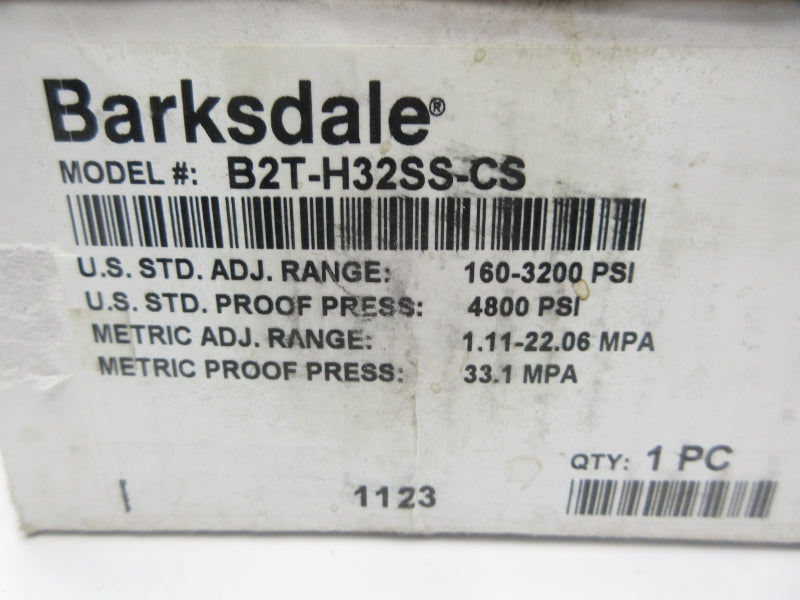 Barksdale®
MODEL #: B2T-H32SS-CS
U.S. STD. ADJ. RANGE: 160-3200 PSI
U.S. STD. PROOF PRESS: 4800 PSI
METRIC ADJ. RANGE: 1.11-22.06 MPA
METRIC PROOF PRESS: 33.1 MPA
QTY: 1 PC
1123